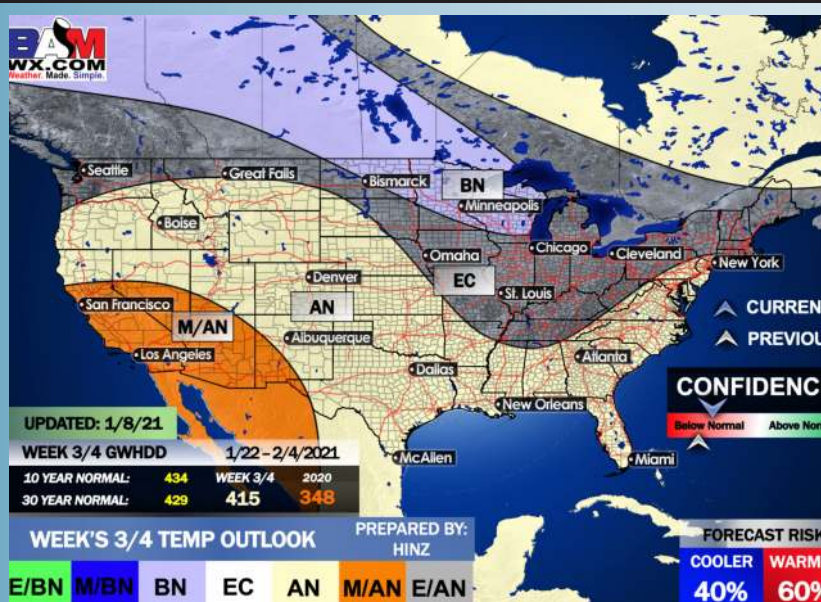 BAM
WX.COM
Weather. Made. Simple.
Seattle
Great Falls
Bismarck
BN
Minneapolis
Boise
Omaha
Chicago
Cleveland
New York
Denver
EC
St. Louis
San Francisco
M/AN
AN
CURREN
Los Angeles
Albuquerque
PREVIOU
Dallas
Atlanta
CONFIDENC
New Orleans
Below Normal Above Nor
McAllen
Miami
UPDATED: 1/8/21
WEEK 3/4 GWHDD 1/22 - 2/4/2021
10 YEAR NORMAL: 434 WEEK 3/4 2020
30 YEAR NORMAL: 429 415 348
WEEK'S 3/4 TEMP OUTLOOK
PREPARED BY:
HINZ
FORECAST RISK
COOLER WARM
40% 60%
E/BN M/BN BN EC AN M/AN E/AN